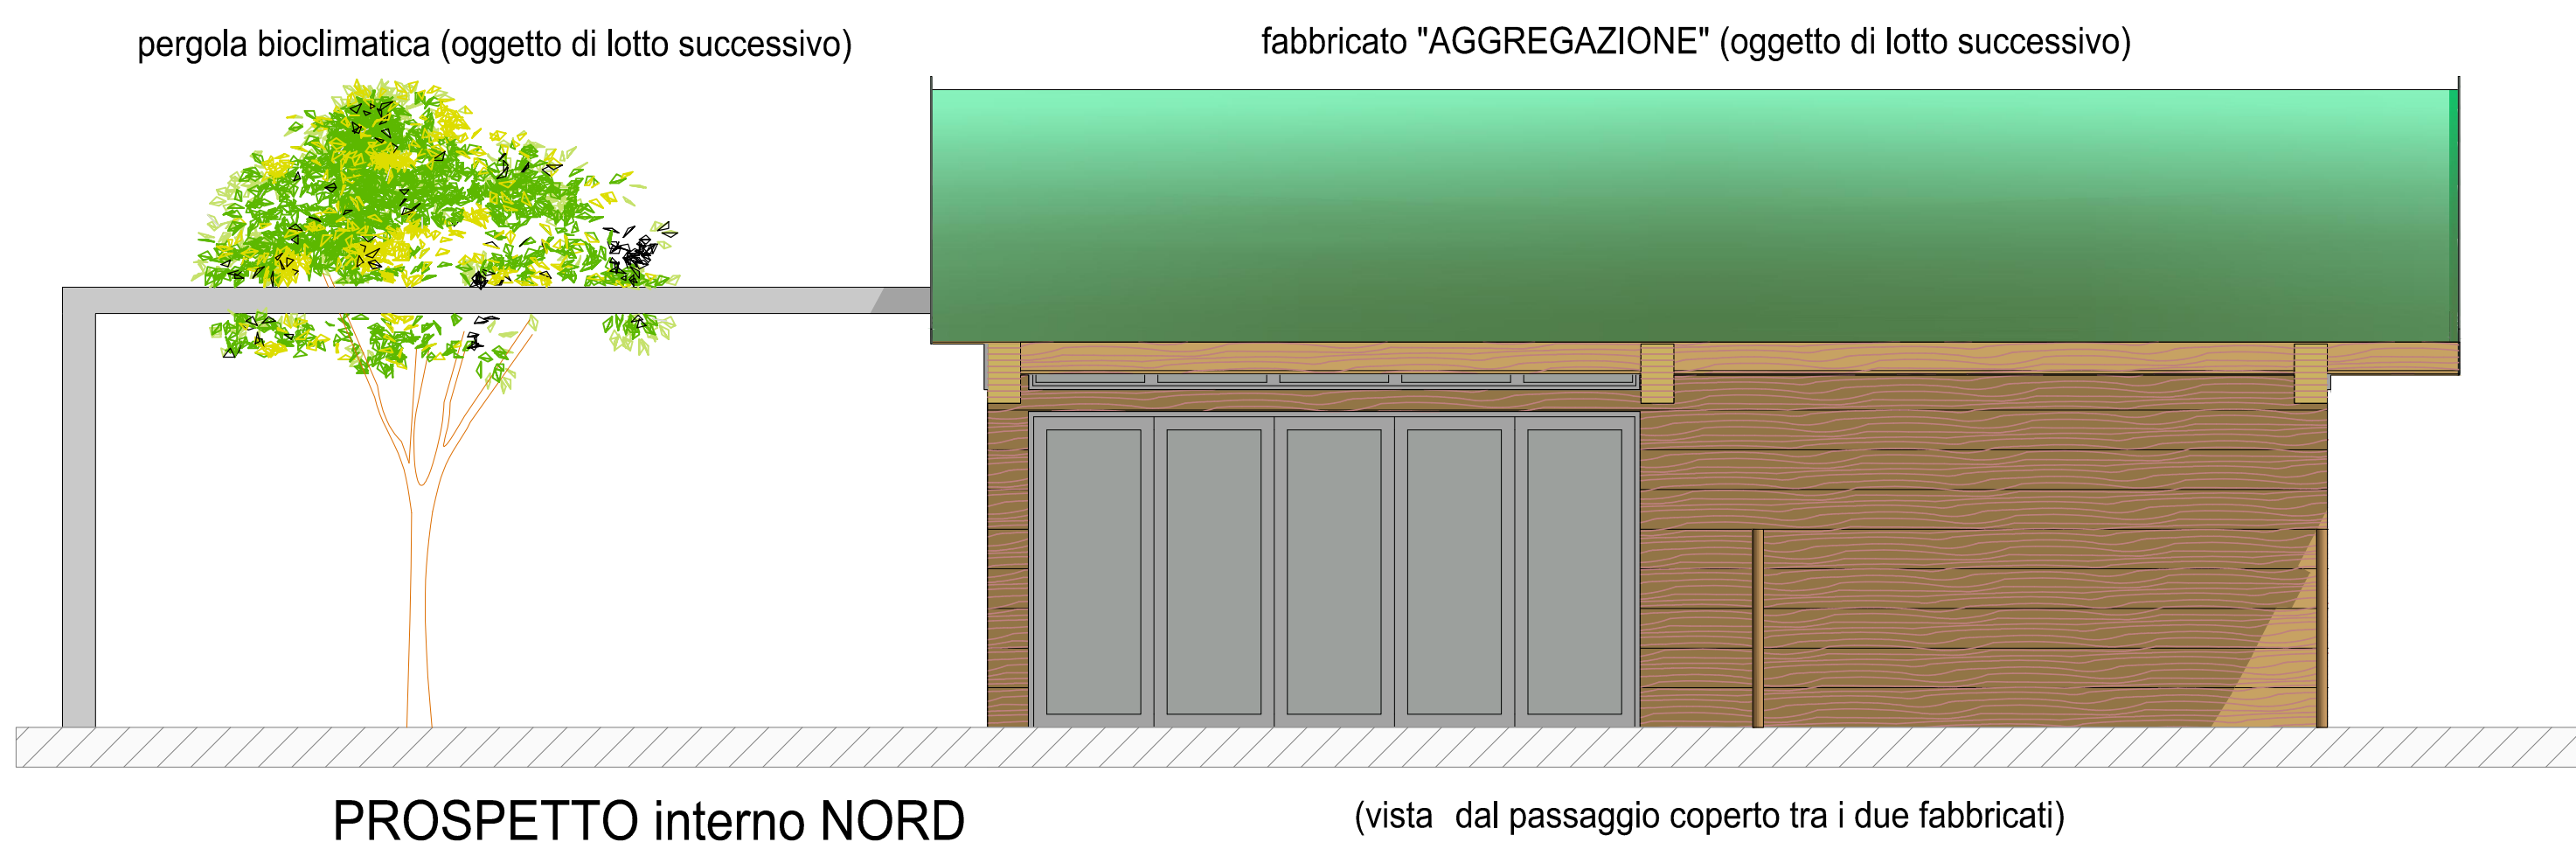 pergola bioclimatica (oggetto di lotto successivo)
fabbricato "AGGREGAZIONE" (oggetto di lotto successivo)
PROSPETTO interno NORD
(vista dal passaggio coperto tra i due fabbricati)